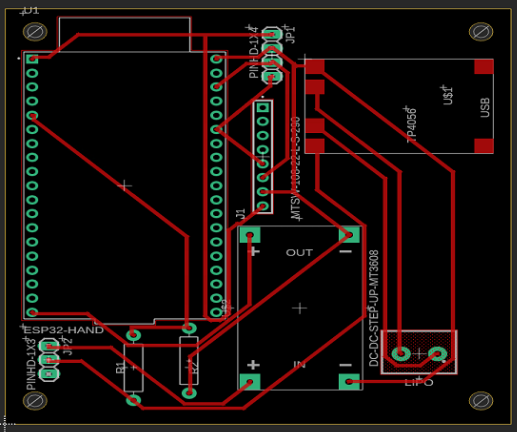 U1
PINHD-1X4
JP1
U$1
TP4056
USB
MTSW-108-22-L-S-290
J1
OUT
+
−
DC-DC-STEP-UP-MT3608
ESP32-HAND
PINHD-1X3
JP2
R1
R2
+
IN
−
LIPO